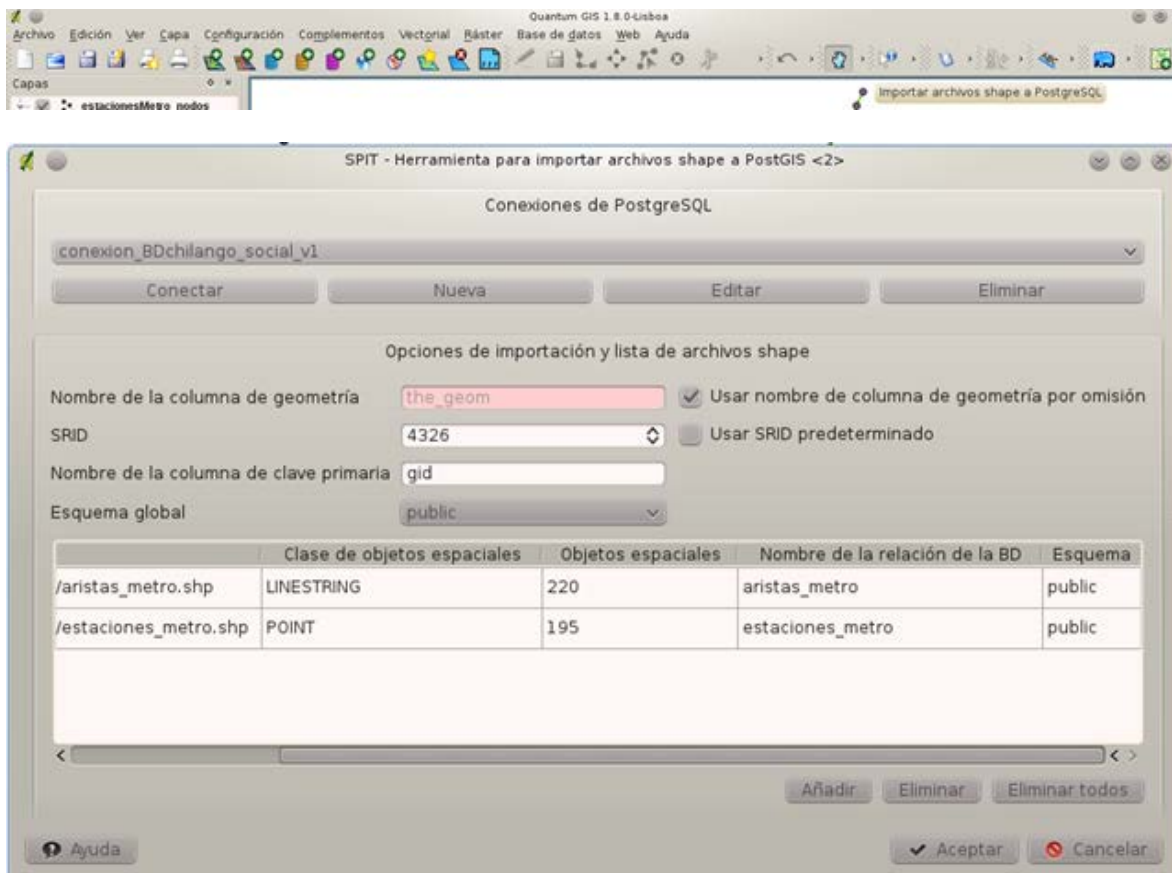 Quantum GIS 1.8.0-Lisboa
Archivo Edición Ver Capa Configuración Complementos Vectorial Ráster Base de datos Web Ayuda
Capas
estacionesMetro_nodos
Importar archivos shape a PostgreSQL
SPIT - Herramienta para importar archivos shape a PostGIS <2>
Conexiones de PostgreSQL
conexion_BDchilango_social_v1
Conectar Nueva Editar Eliminar
Opciones de importación y lista de archivos shape
Nombre de la columna de geometría the_geom Usar nombre de columna de geometría por omisión
SRID 4326 Usar SRID predeterminado
Nombre de la columna de clave primaria gid
Esquema global public
Clase de objetos espaciales Objetos espaciales Nombre de la relación de la BD Esquema
/aristas_metro.shp LINESTRING 220 aristas_metro public
/estaciones_metro.shp POINT 195 estaciones_metro public
Añadir Eliminar Eliminar todos
Ayuda Aceptar Cancelar